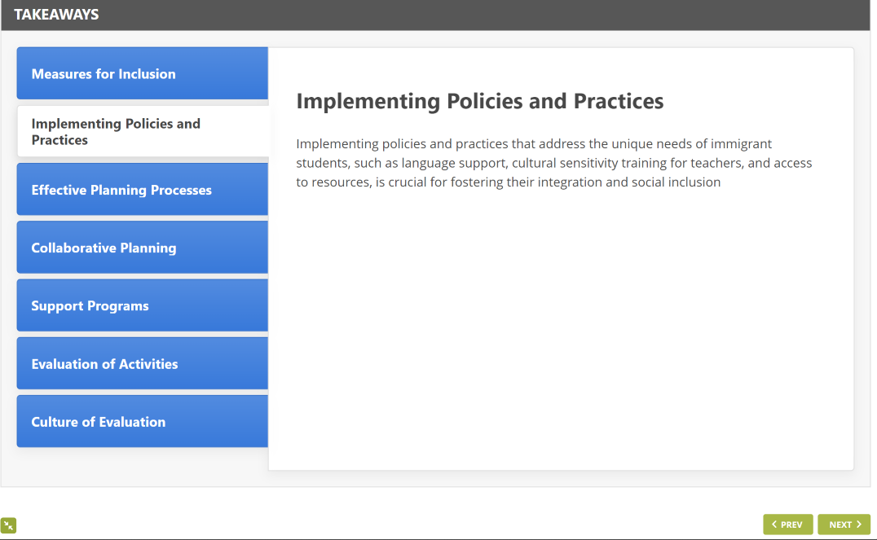 TAKEAWAYS
Measures for Inclusion
Implementing Policies and
Practices
Effective Planning Processes
Collaborative Planning
Support Programs
Evaluation of Activities
Culture of Evaluation
Implementing Policies and Practices
Implementing policies and practices that address the unique needs of immigrant
students, such as language support, cultural sensitivity training for teachers, and access
to resources, is crucial for fostering their integration and social inclusion
PREV
NEXT